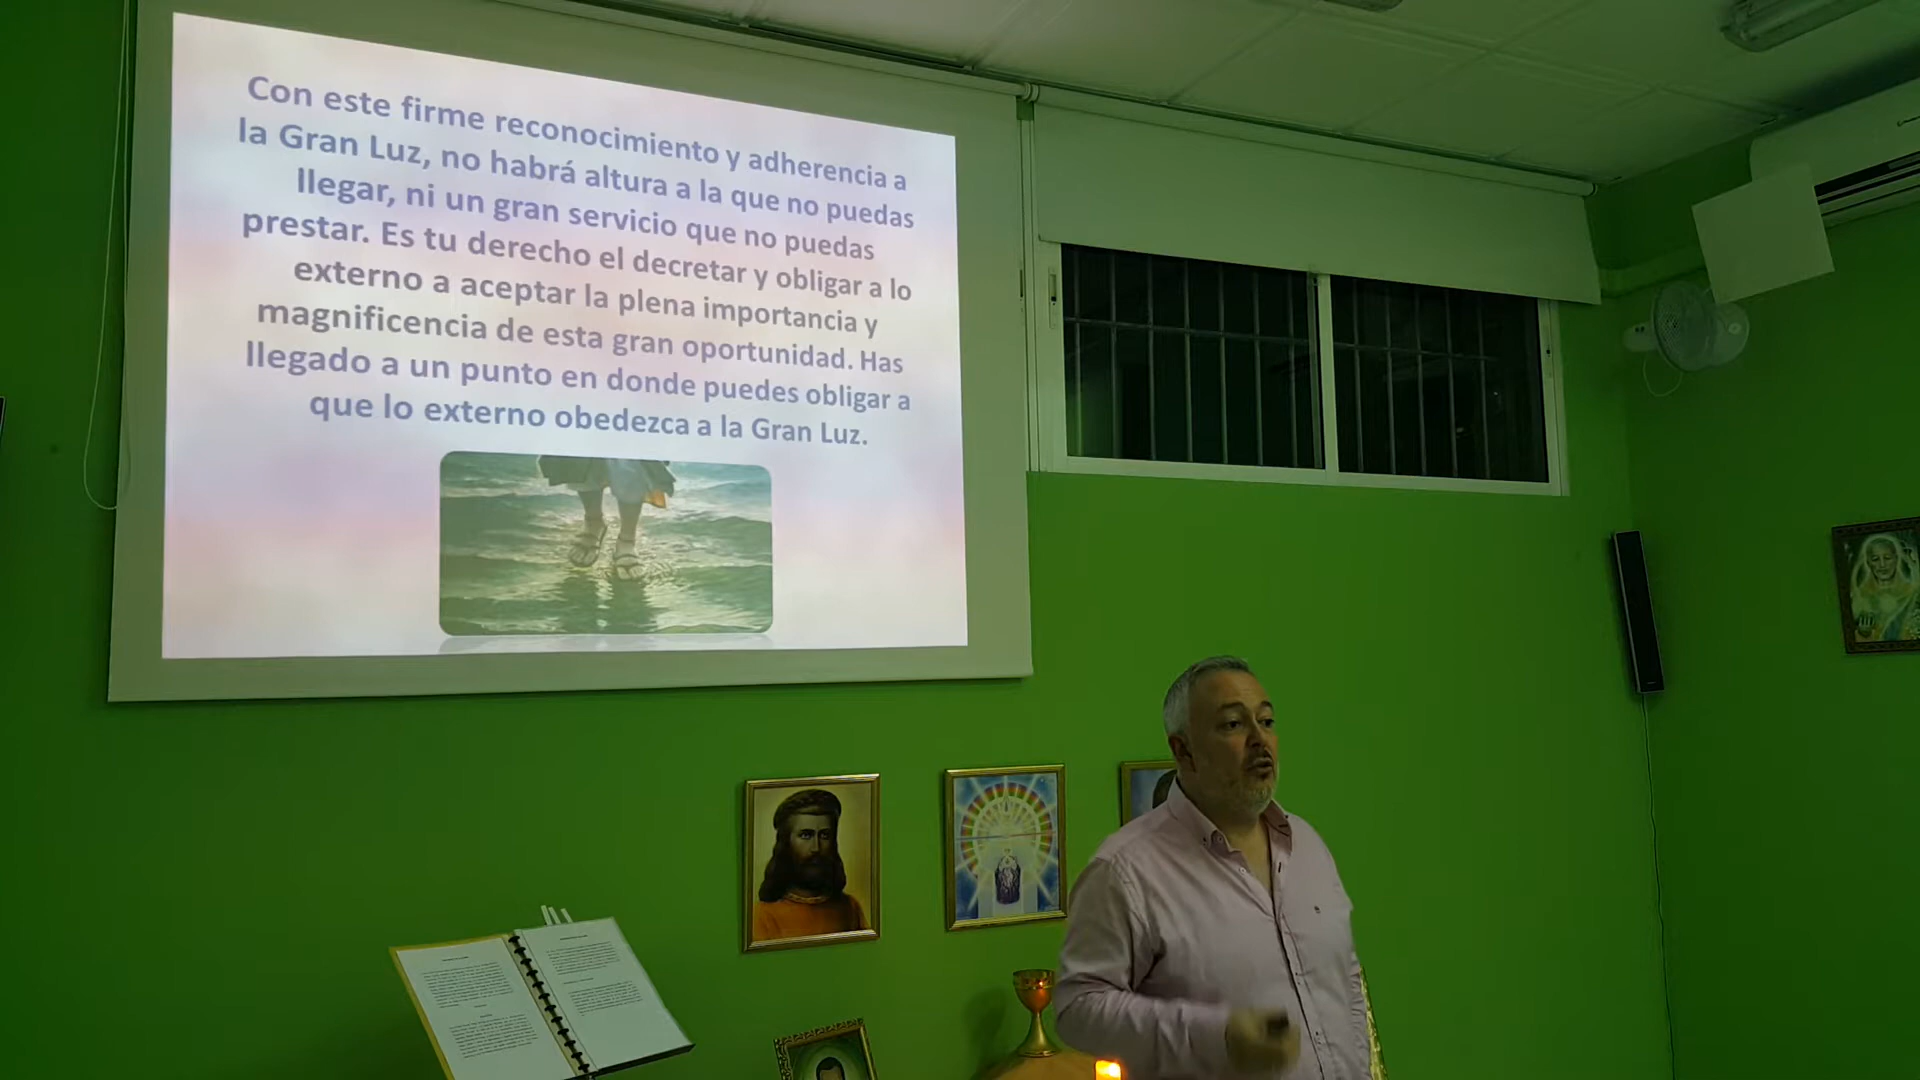 Con este firme reconocimiento y adherencia a
la Gran Luz, no habrá altura a la que no puedas
llegar, ni un gran servicio que no puedas
prestar. Es tu derecho el decretar y obligar a lo
externo a aceptar la plena importancia y
magnificencia de esta gran oportunidad. Has
llegado a un punto en donde puedes obligar a
que lo externo obedezca a la Gran Luz.